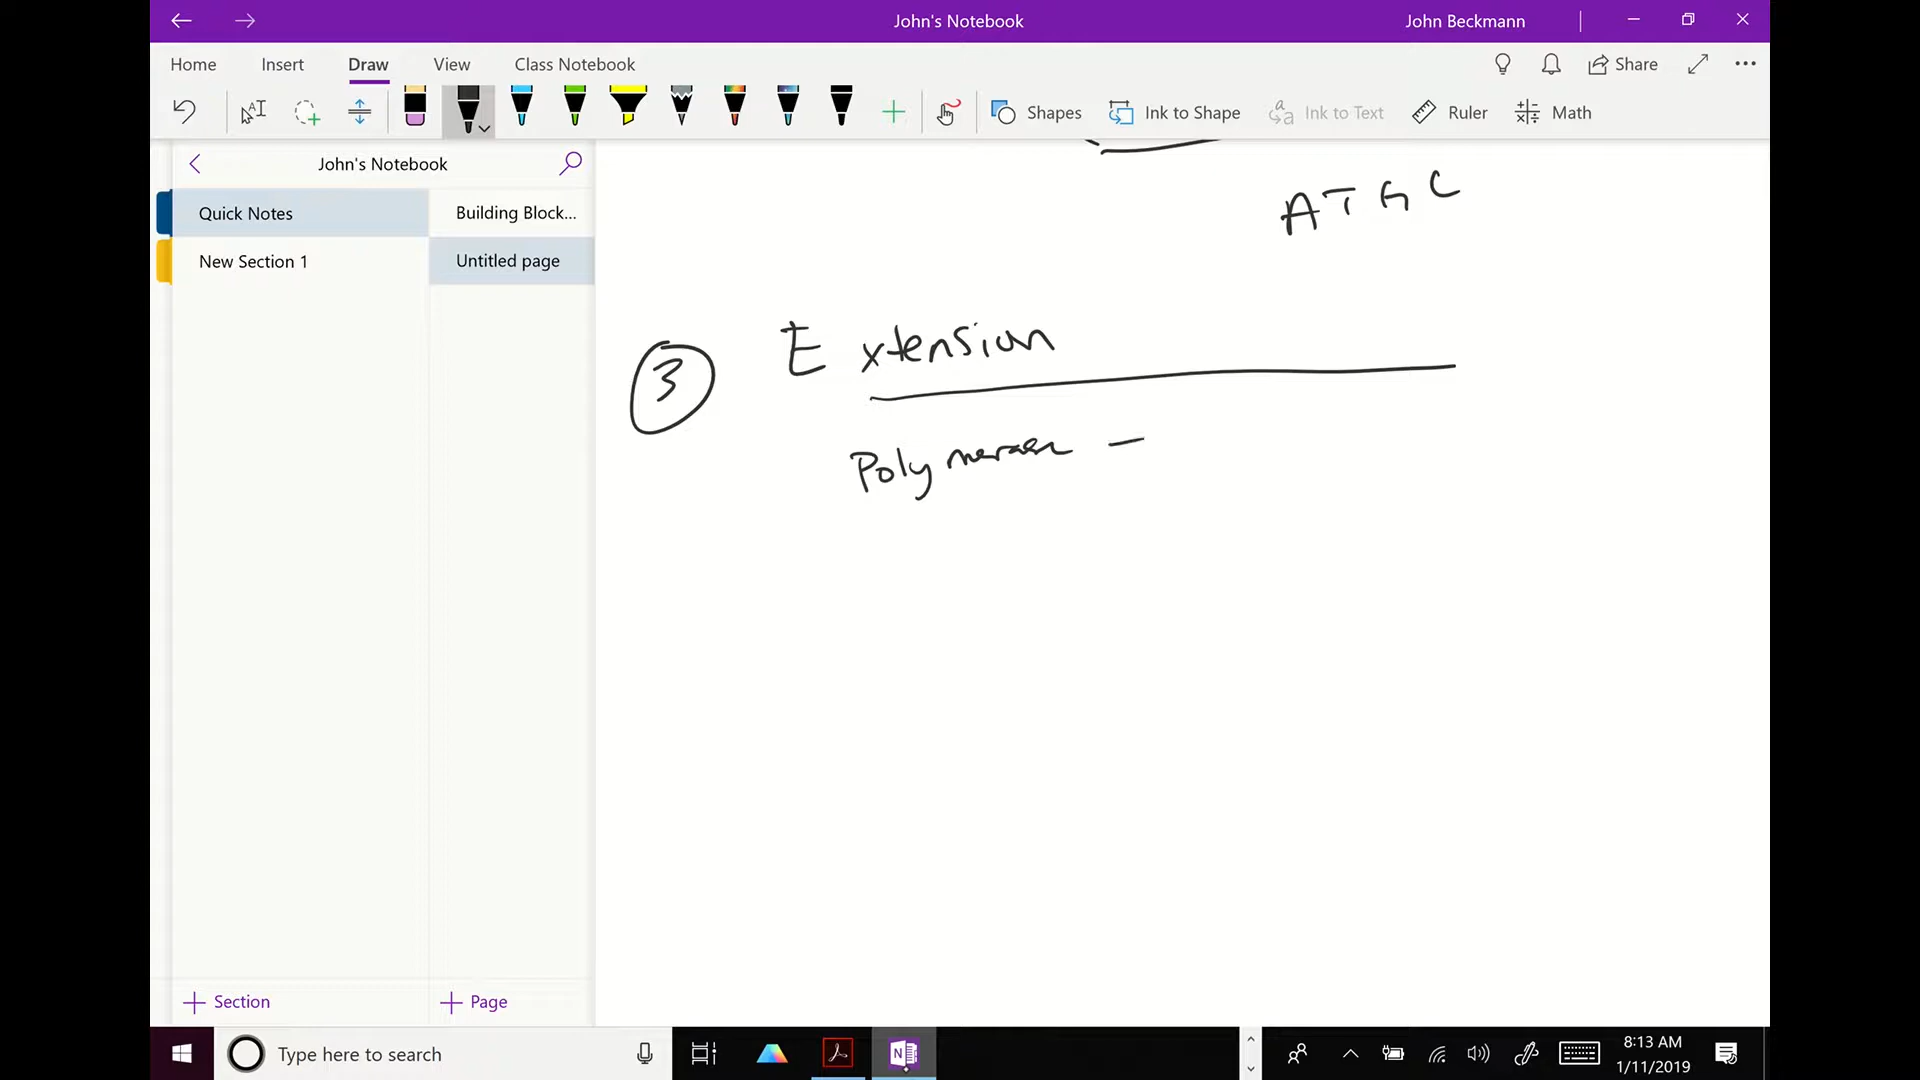 John's Notebook John Beckmann
Home Insert Draw View Class Notebook Share
Shapes Ink to Shape Ink to Text Ruler Math
John's Notebook
Quick Notes Building Block...
New Section 1 Untitled page
A T G C
3 Extension
Polymerase -
Section Page
Type here to search
8:13 AM
1/11/2019